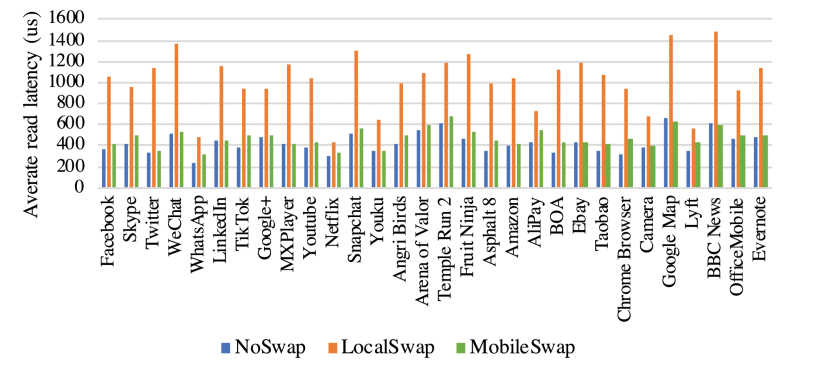 Averate read latency (us)
1600
1400
1200
1000
800
600
400
200
0
Facebook
Skype
Twitter
WeChat
WhatsApp
LinkedIn
TikTok
Google+
MXPlayer
Youtube
Netflix
Snapchat
Youku
Angri Birds
Arena of Valor
Temple Run 2
Fruit Ninja
Asphalt 8
Amazon
AliPay
BOA
Ebay
Taobao
Chrome Browser
Camera
Google Map
Lyft
BBC News
OfficeMobile
Evernote
NoSwap
LocalSwap
MobileSwap